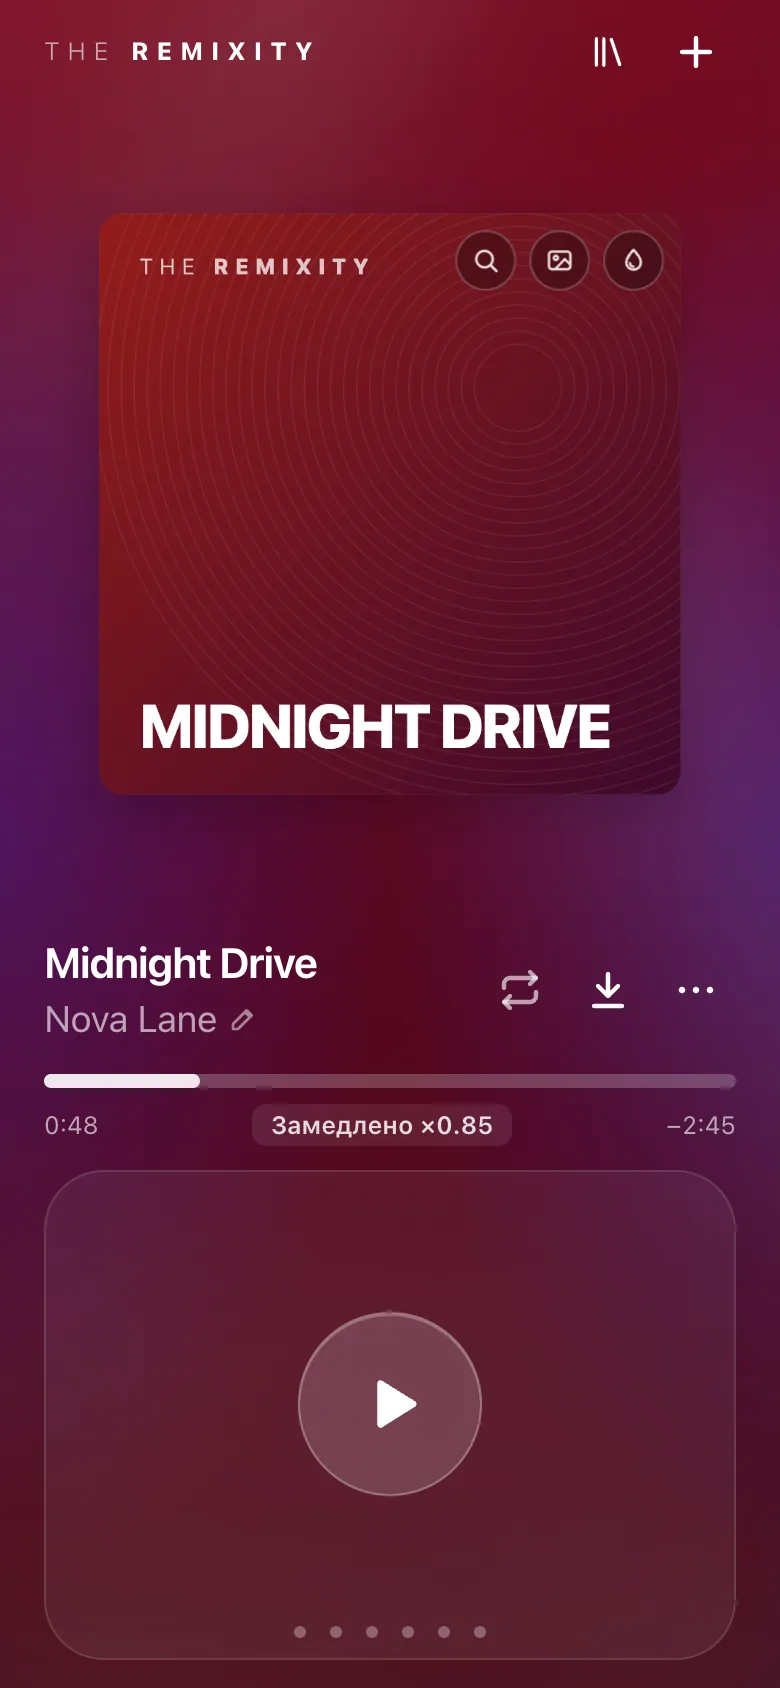 THE REMIXITY
THE REMIXITY
MIDNIGHT DRIVE
Midnight Drive
Nova Lane
0:48
Замедлено ×0.85
−2:45